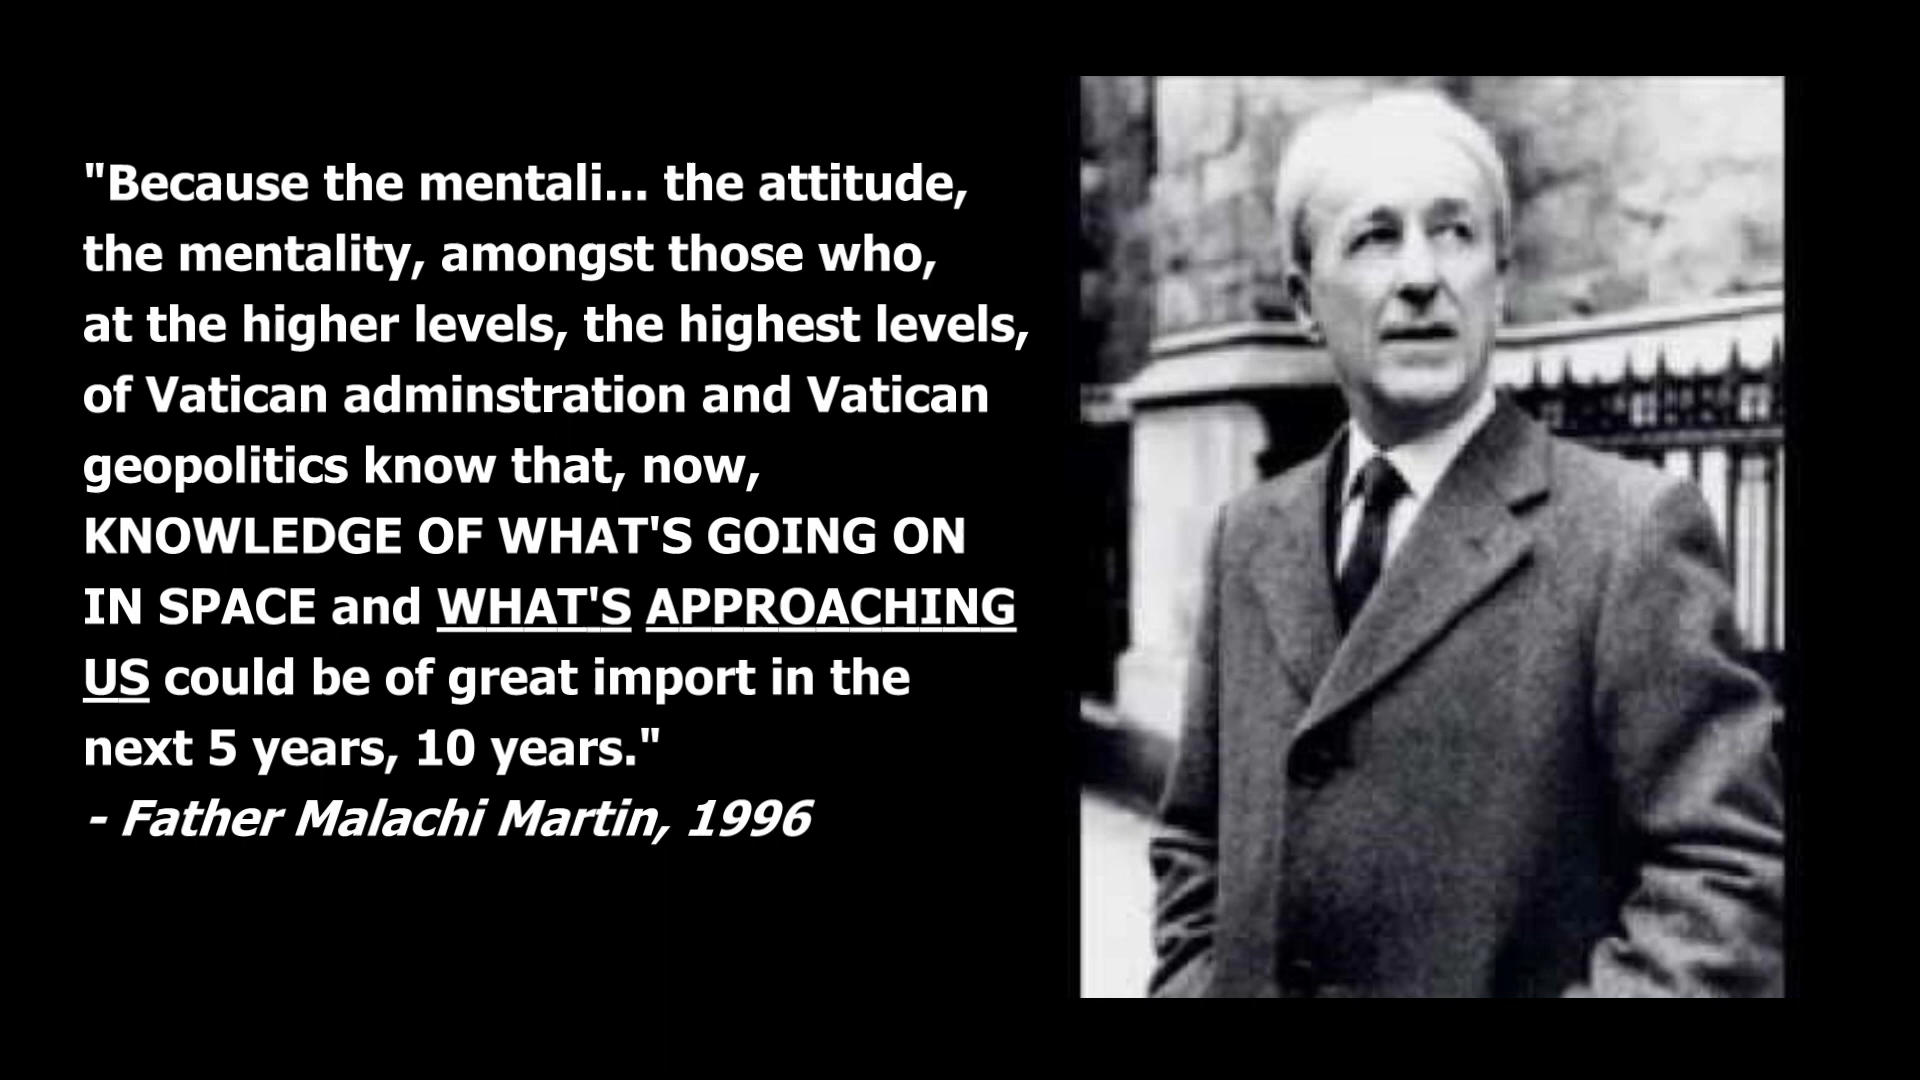 "Because the mentali... the attitude,
the mentality, amongst those who,
at the higher levels, the highest levels,
of Vatican adminstration and Vatican
geopolitics know that, now,
KNOWLEDGE OF WHAT'S GOING ON
IN SPACE and WHAT'S APPROACHING
US could be of great import in the
next 5 years, 10 years."
- Father Malachi Martin, 1996